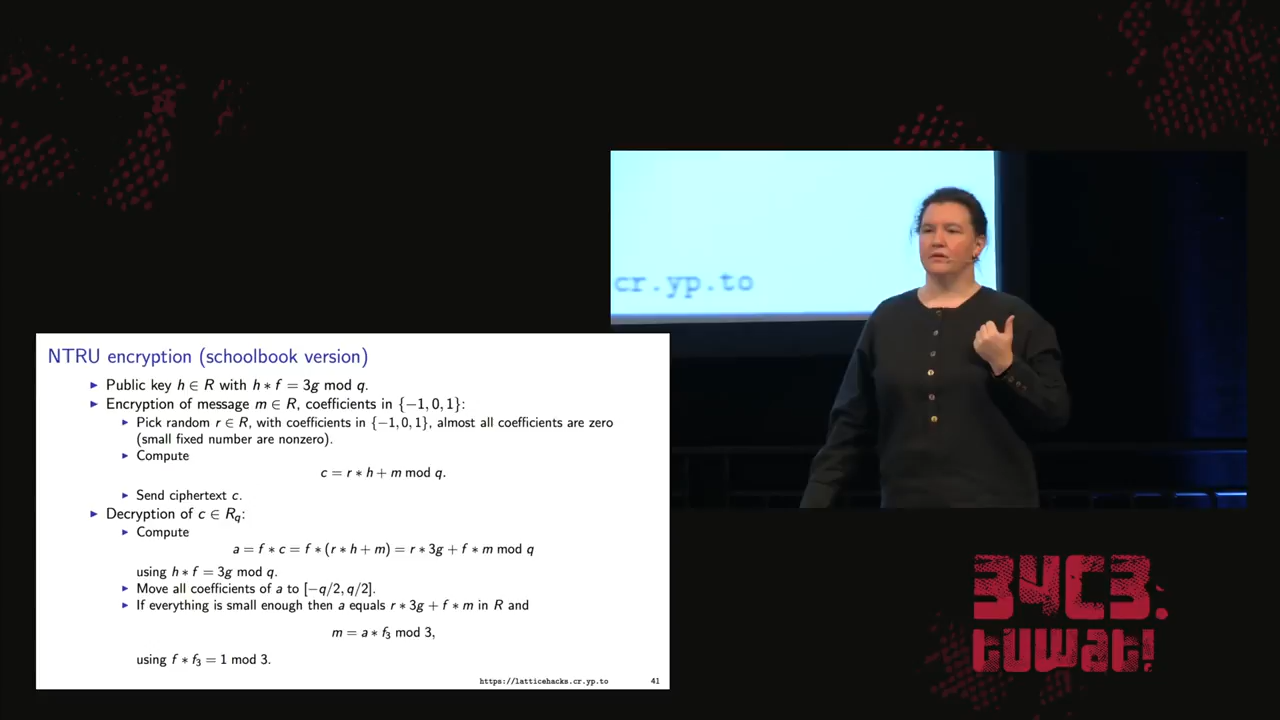 cr.yp.to
NTRU encryption (schoolbook version)
▶ Public key h ∈ R with h ∗ f = 3g mod q.
▶ Encryption of message m ∈ R, coefficients in {−1, 0, 1}:
▶ Pick random r ∈ R, with coefficients in {−1, 0, 1}, almost all coefficients are zero
(small fixed number are nonzero).
▶ Compute
c = r ∗ h + m mod q.
▶ Send ciphertext c.
▶ Decryption of c ∈ R_q:
▶ Compute
a = f ∗ c = f ∗ (r ∗ h + m) = r ∗ 3g + f ∗ m mod q
using h ∗ f = 3g mod q.
▶ Move all coefficients of a to [−q/2, q/2].
▶ If everything is small enough then a equals r ∗ 3g + f ∗ m in R and
m = a ∗ f₃ mod 3,
using f ∗ f₃ = 1 mod 3.
https://latticehacks.cr.yp.to 41
34C3.
tuwat!